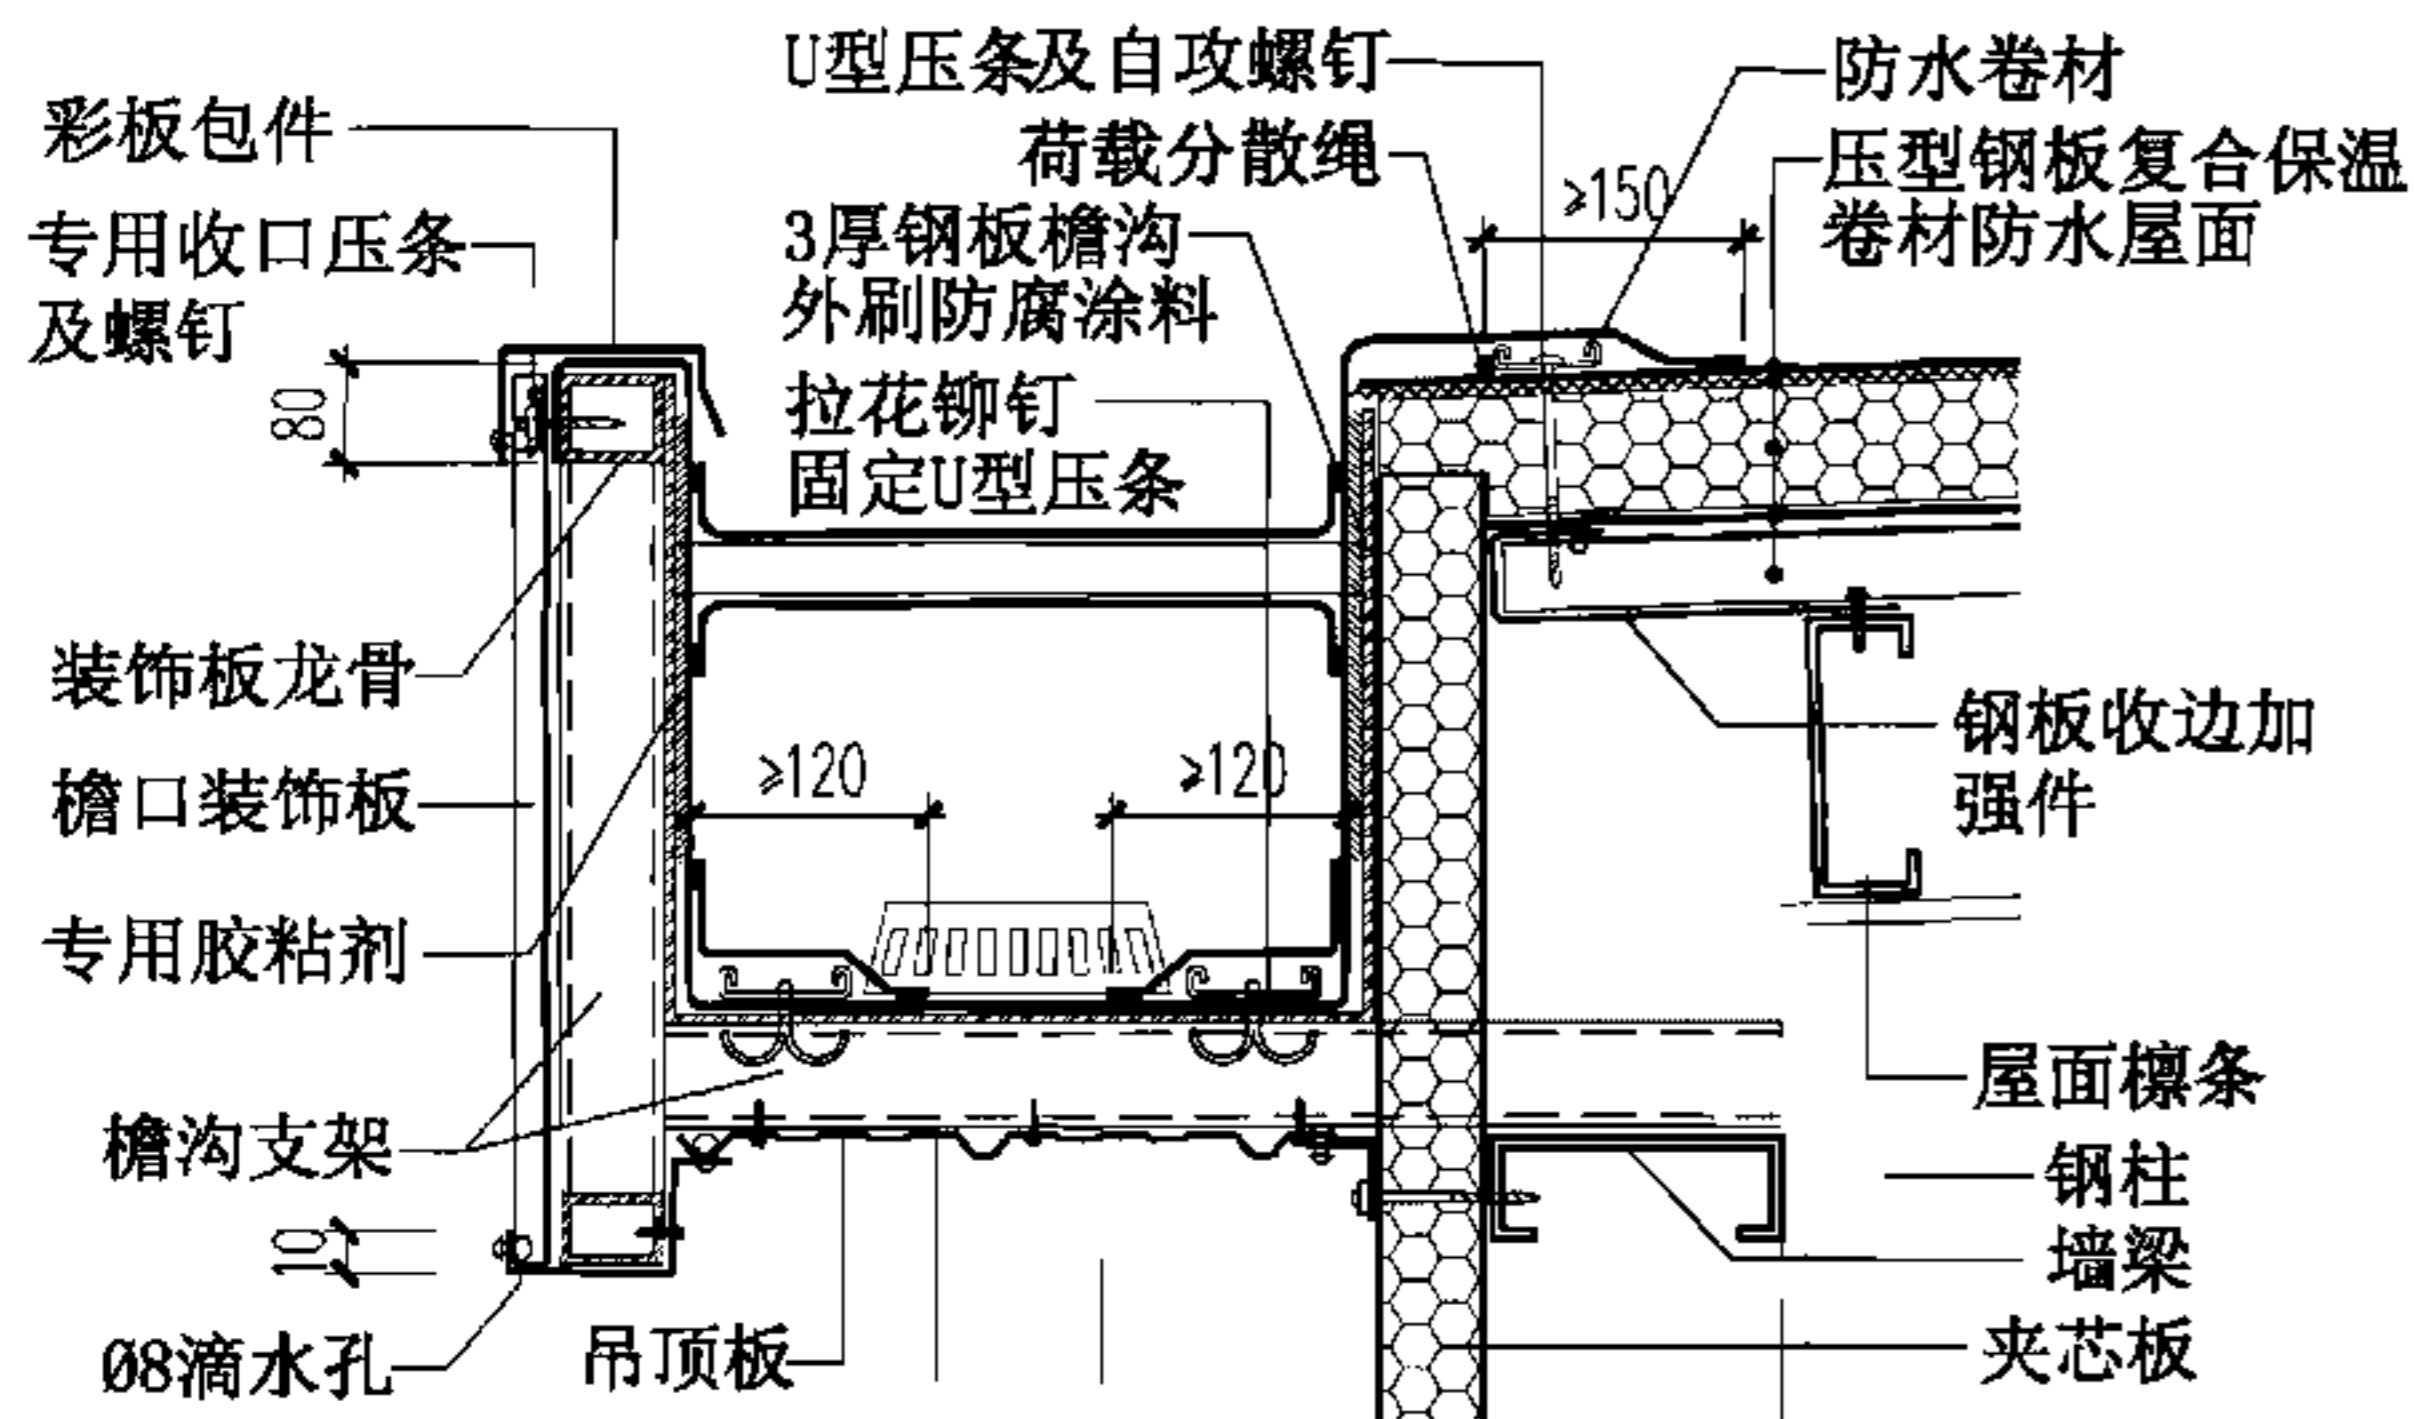 U型压条及自攻螺钉
防水卷材
彩板包件
荷载分散绳
压型钢板复合保温
卷材防水屋面
≥150
专用收口压条
及螺钉
3厚钢板檐沟
外刷防腐涂料
80
拉花铆钉
固定U型压条
装饰板龙骨
钢板收边加
强件
檐口装饰板
≥120
≥120
专用胶粘剂
屋面檩条
檐沟支架
钢柱
10
墙梁
Ø8滴水孔
吊顶板
夹芯板